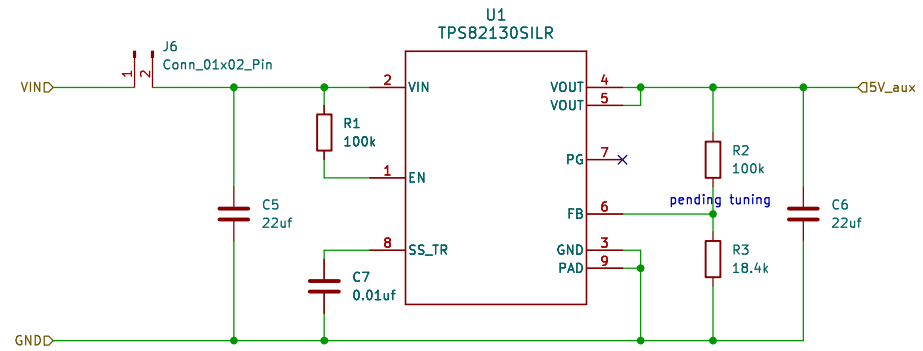 U1
TPS82130SILR
J6
Conn_01x02_Pin
1
2
VIN
2
VIN
VOUT
4
VOUT
5
5V_aux
R1
100k
R2
100k
PG
7
1
EN
pending tuning
C5
22uf
FB
6
C6
22uf
8
SS_TR
GND
3
R3
18.4k
PAD
9
C7
0.01uf
GND